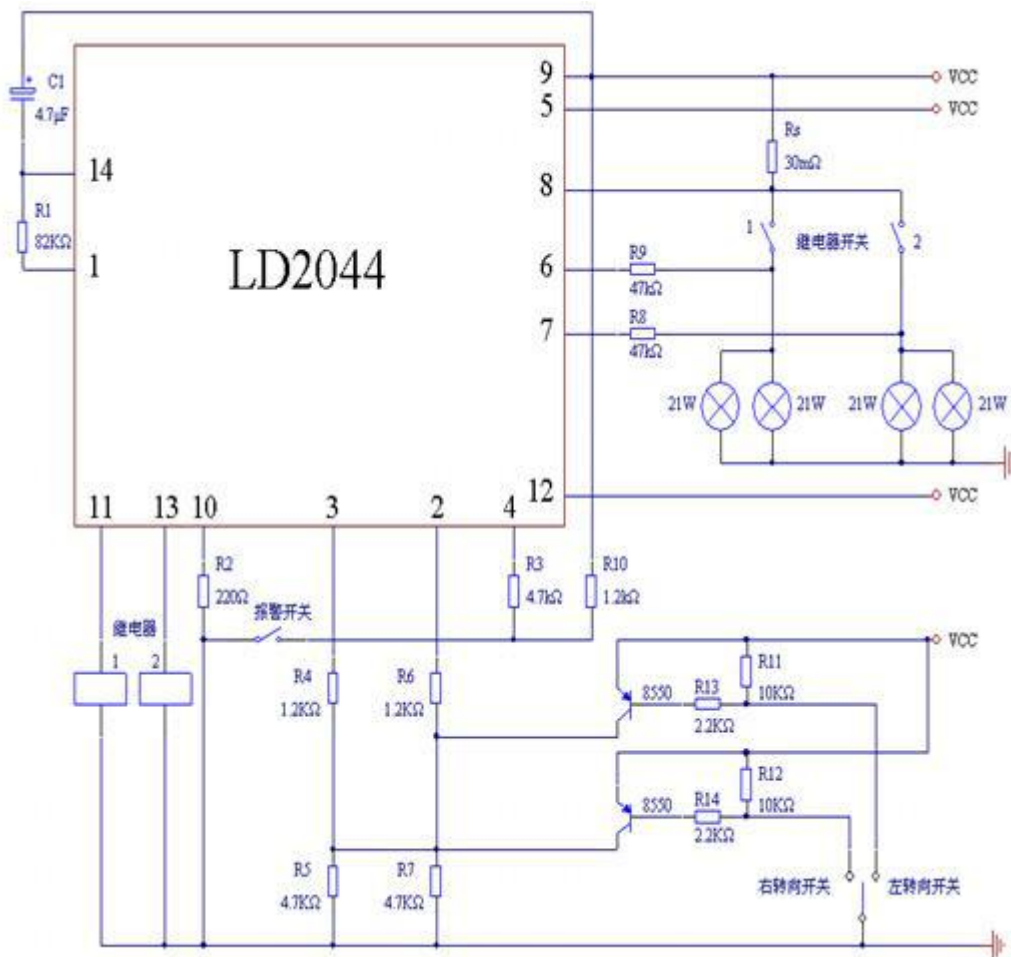 9
VCC
+
C1
4.7μF
5
VCC
Rs
30mΩ
14
8
R1
82KΩ
1
继电器开关
2
1
LD2044
6
R9
47kΩ
7
R8
47kΩ
21W
21W
21W
21W
12
VCC
11
13
10
3
2
4
R2
220Ω
R3
4.7kΩ
R10
1.2kΩ
报警开关
继电器
1
2
VCC
R4
1.2KΩ
R6
1.2KΩ
8550
R13
2.2KΩ
R11
10KΩ
8550
R14
2.2KΩ
R12
10KΩ
R5
4.7KΩ
R7
4.7KΩ
右转向开关
左转向开关